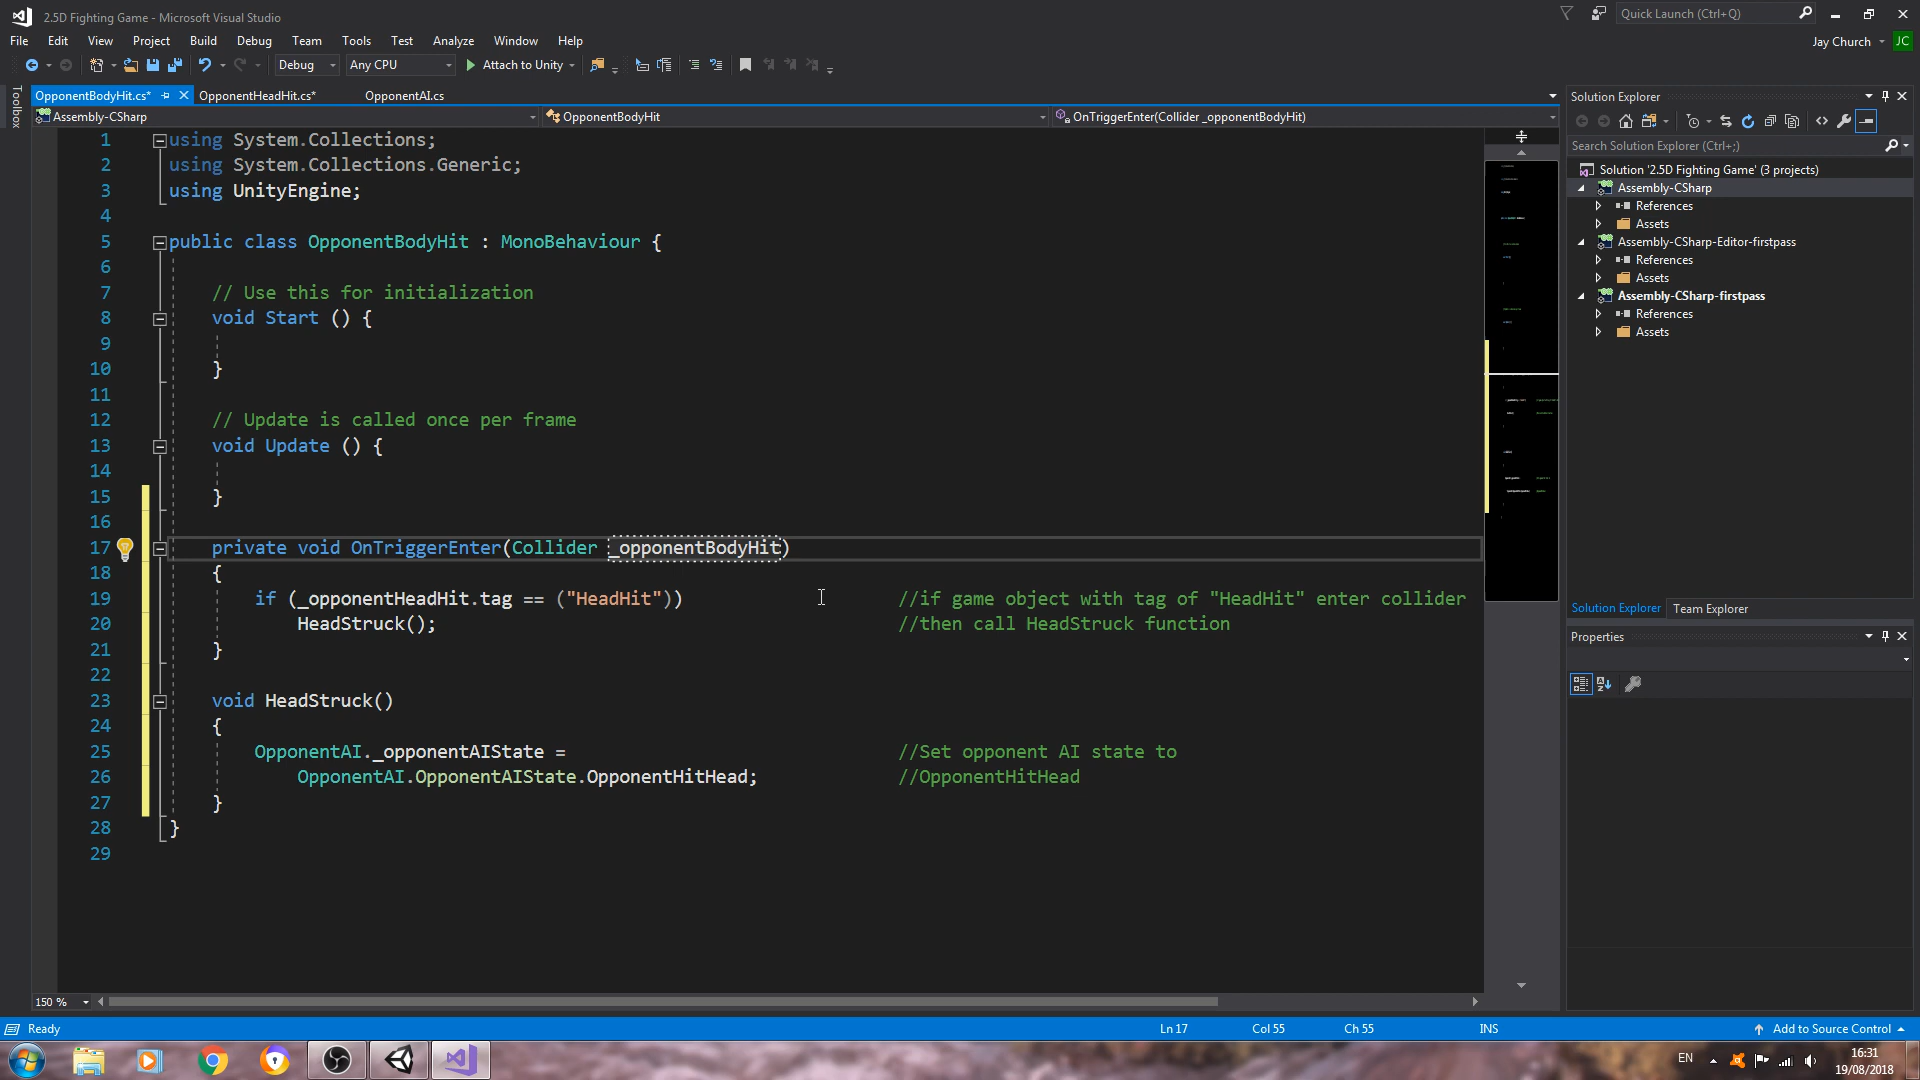 2.5D Fighting Game - Microsoft Visual Studio
Quick Launch (Ctrl+Q)
File Edit View Project Build Debug Team Tools Test Analyze Window Help
Jay Church JC
Debug Any CPU Attach to Unity
Toolbox
OpponentBodyHit.cs* OpponentHeadHit.cs* OpponentAI.cs
Assembly-CSharp OpponentBodyHit OnTriggerEnter(Collider _opponentBodyHit)
1 using System.Collections;
2 using System.Collections.Generic;
3 using UnityEngine;
4
5 public class OpponentBodyHit : MonoBehaviour {
6
7 // Use this for initialization
8 void Start () {
9
10 }
11
12 // Update is called once per frame
13 void Update () {
14
15 }
16
17 private void OnTriggerEnter(Collider _opponentBodyHit)
18 {
19 if (_opponentHeadHit.tag == ("HeadHit")) //if game object with tag of "HeadHit" enter collider
20 HeadStruck(); //then call HeadStruck function
21 }
22
23 void HeadStruck()
24 {
25 OpponentAI._opponentAIState = //Set opponent AI state to
26 OpponentAI.OpponentAIState.OpponentHitHead; //OpponentHitHead
27 }
28 }
29
150 %
Solution Explorer
Search Solution Explorer (Ctrl+;)
Solution '2.5D Fighting Game' (3 projects)
Assembly-CSharp
References
Assets
Assembly-CSharp-Editor-firstpass
References
Assets
Assembly-CSharp-firstpass
References
Assets
Solution Explorer Team Explorer
Properties
Ready Ln 17 Col 55 Ch 55 INS Add to Source Control
EN 16:31
19/08/2018